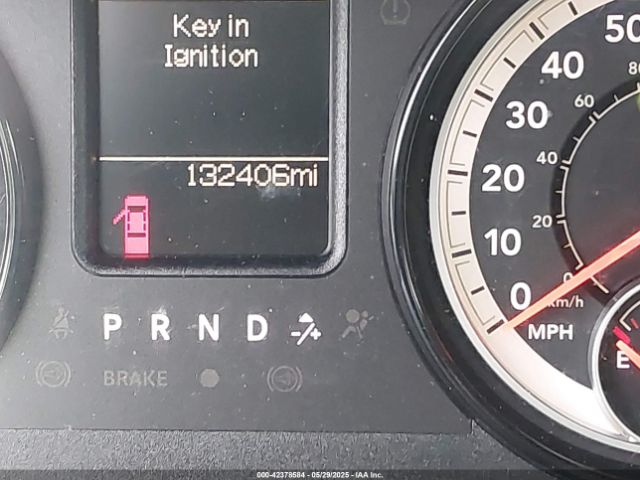 Key in
Ignition
132406mi
P R N D -/+
BRAKE
50
40
30
20
10
0
80
60
40
20
0
km/h
MPH
E
000-42378584 - 05/29/2025 - IAA Inc.